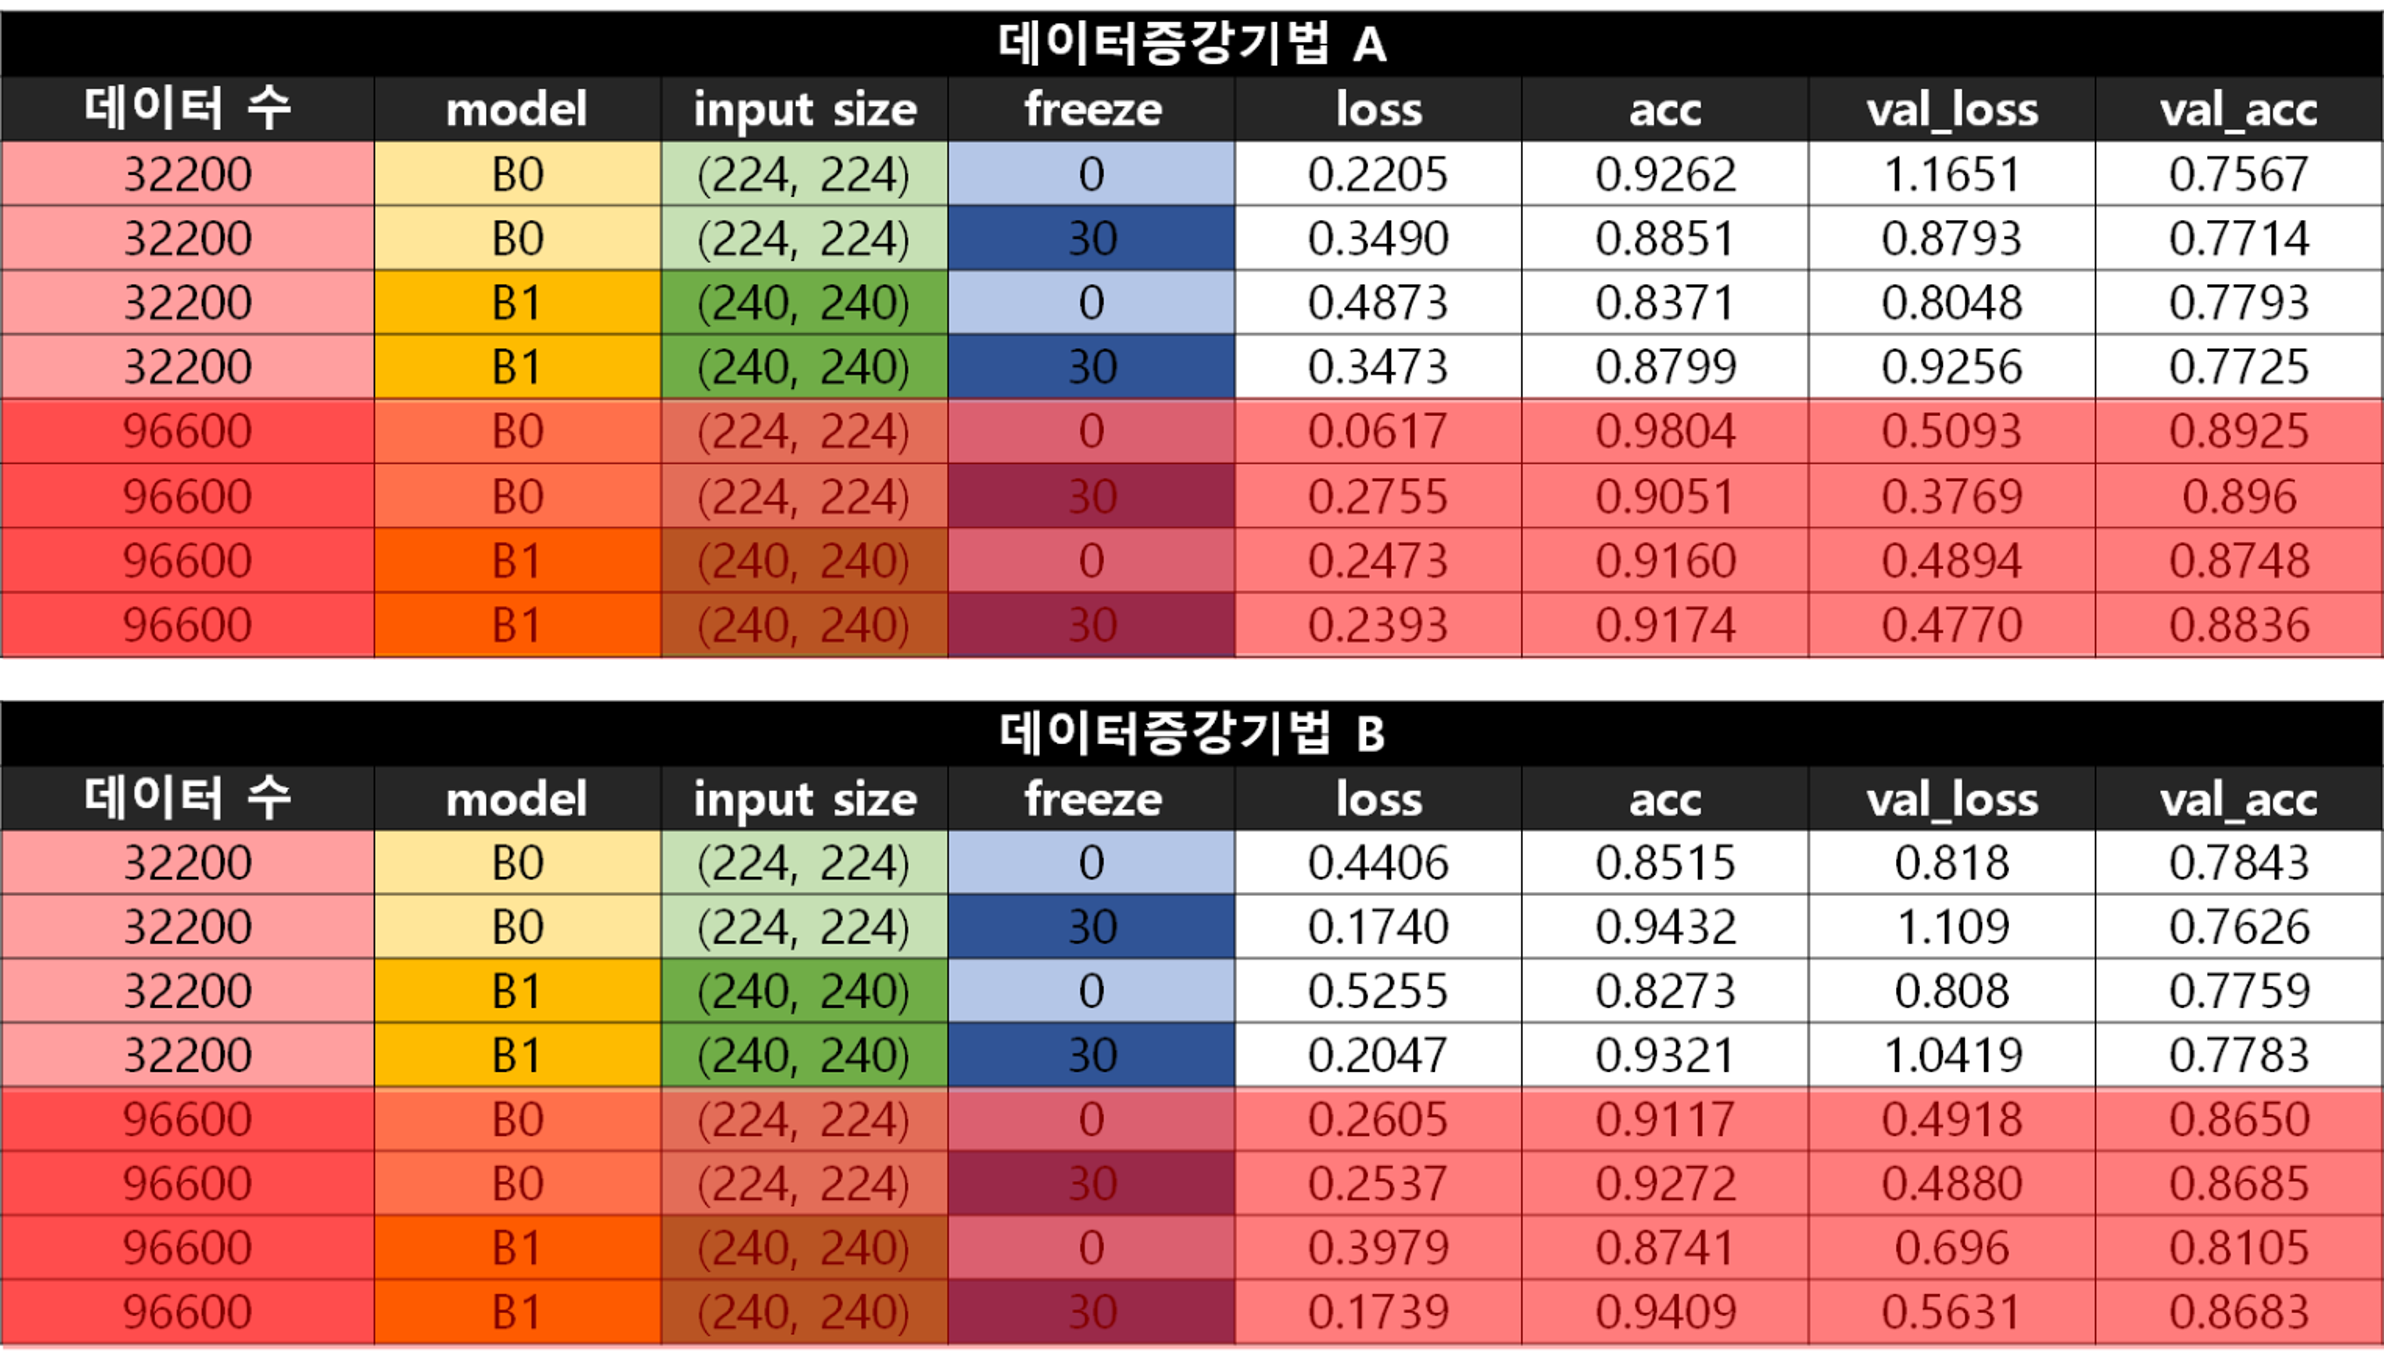 데이터증강기법 A
데이터 수 model input size freeze loss acc val_loss val_acc
32200 B0 (224, 224) 0 0.2205 0.9262 1.1651 0.7567
32200 B0 (224, 224) 30 0.3490 0.8851 0.8793 0.7714
32200 B1 (240, 240) 0 0.4873 0.8371 0.8048 0.7793
32200 B1 (240, 240) 30 0.3473 0.8799 0.9256 0.7725
96600 B0 (224, 224) 0 0.0617 0.9804 0.5093 0.8925
96600 B0 (224, 224) 30 0.2755 0.9051 0.3769 0.896
96600 B1 (240, 240) 0 0.2473 0.9160 0.4894 0.8748
96600 B1 (240, 240) 30 0.2393 0.9174 0.4770 0.8836
데이터증강기법 B
데이터 수 model input size freeze loss acc val_loss val_acc
32200 B0 (224, 224) 0 0.4406 0.8515 0.818 0.7843
32200 B0 (224, 224) 30 0.1740 0.9432 1.109 0.7626
32200 B1 (240, 240) 0 0.5255 0.8273 0.808 0.7759
32200 B1 (240, 240) 30 0.2047 0.9321 1.0419 0.7783
96600 B0 (224, 224) 0 0.2605 0.9117 0.4918 0.8650
96600 B0 (224, 224) 30 0.2537 0.9272 0.4880 0.8685
96600 B1 (240, 240) 0 0.3979 0.8741 0.696 0.8105
96600 B1 (240, 240) 30 0.1739 0.9409 0.5631 0.8683